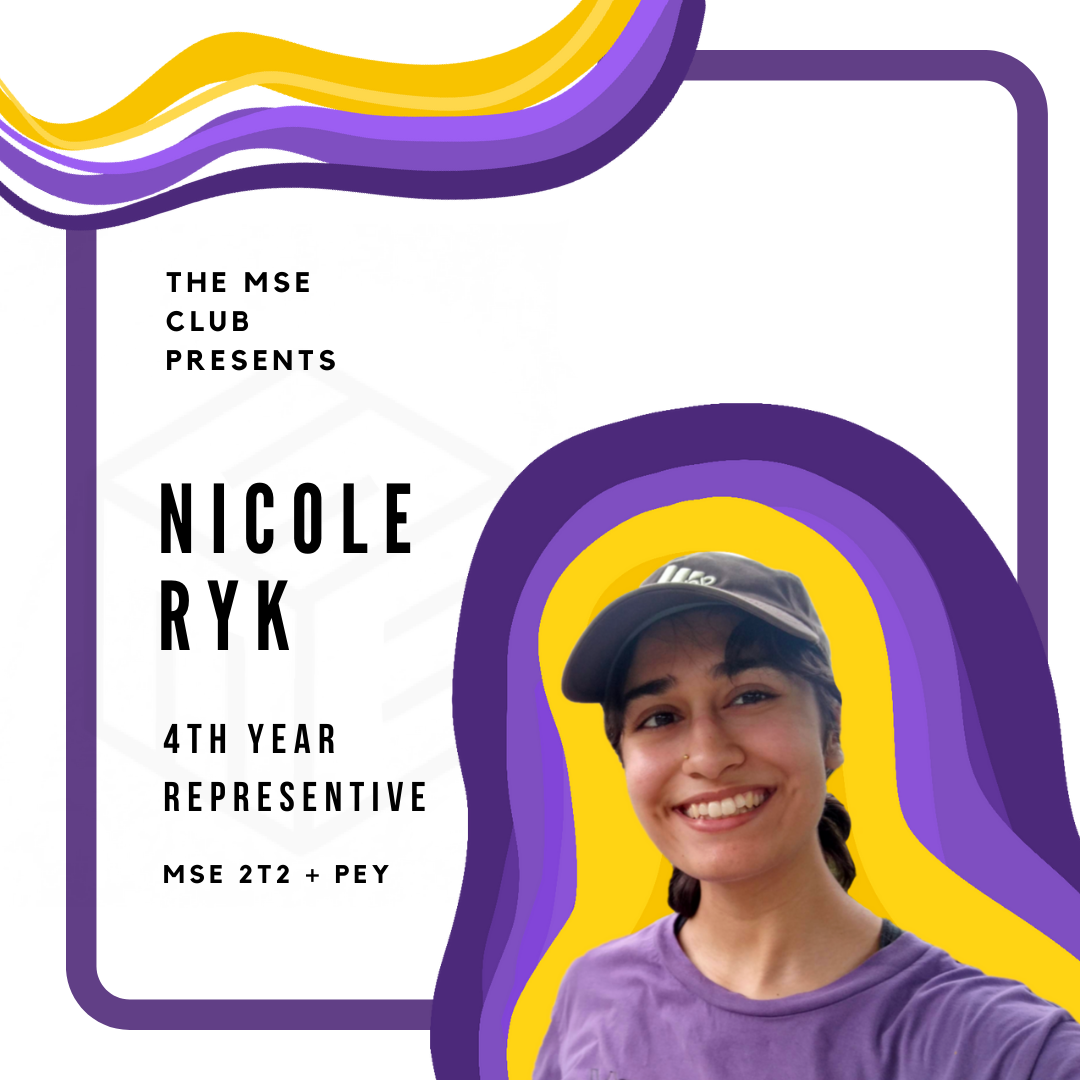 THE MSE
CLUB
PRESENTS
NICOLE
RYK
4TH YEAR
REPRESENTIVE
MSE 2T2 + PEY